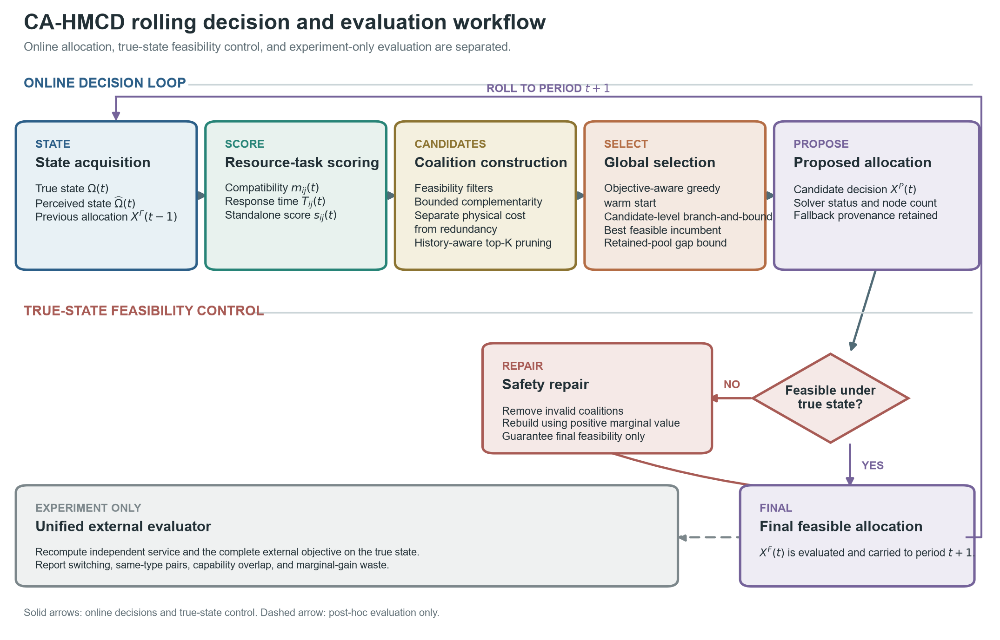 CA-HMCD rolling decision and evaluation workflow
Online allocation, true-state feasibility control, and experiment-only evaluation are separated.
ONLINE DECISION LOOP
ROLL TO PERIOD t + 1
STATE
State acquisition
True state Ω(t)
Perceived state Ω̂(t)
Previous allocation X^F(t − 1)
SCORE
Resource-task scoring
Compatibility m_ij(t)
Response time T_ij(t)
Standalone score s_ij(t)
CANDIDATES
Coalition construction
Feasibility filters
Bounded complementarity
Separate physical cost
from redundancy
History-aware top-K pruning
SELECT
Global selection
Objective-aware greedy
warm start
Candidate-level branch-and-bound
Best feasible incumbent
Retained-pool gap bound
PROPOSE
Proposed allocation
Candidate decision X^P(t)
Solver status and node count
Fallback provenance retained
TRUE-STATE FEASIBILITY CONTROL
REPAIR
Safety repair
Remove invalid coalitions
Rebuild using positive marginal value
Guarantee final feasibility only
NO
Feasible under
true state?
YES
EXPERIMENT ONLY
Unified external evaluator
Recompute independent service and the complete external objective on the true state.
Report switching, same-type pairs, capability overlap, and marginal-gain waste.
FINAL
Final feasible allocation
X^F(t) is evaluated and carried to period t + 1.
Solid arrows: online decisions and true-state control. Dashed arrow: post-hoc evaluation only.